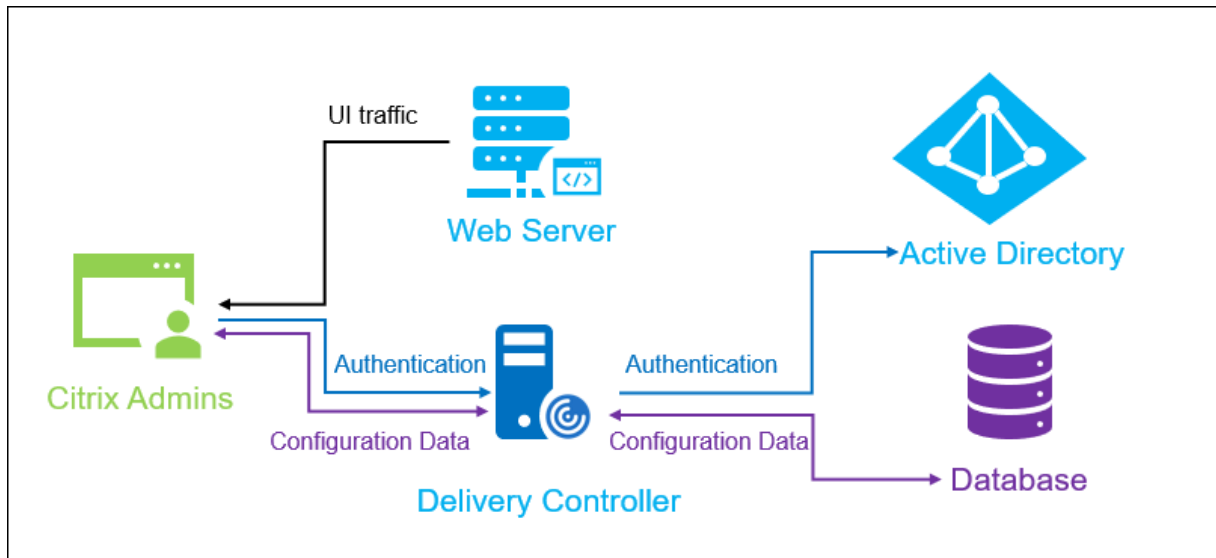 UI traffic
</>
Web Server
Active Directory
Citrix Admins
Authentication
Authentication
Configuration Data
Configuration Data
Delivery Controller
Database